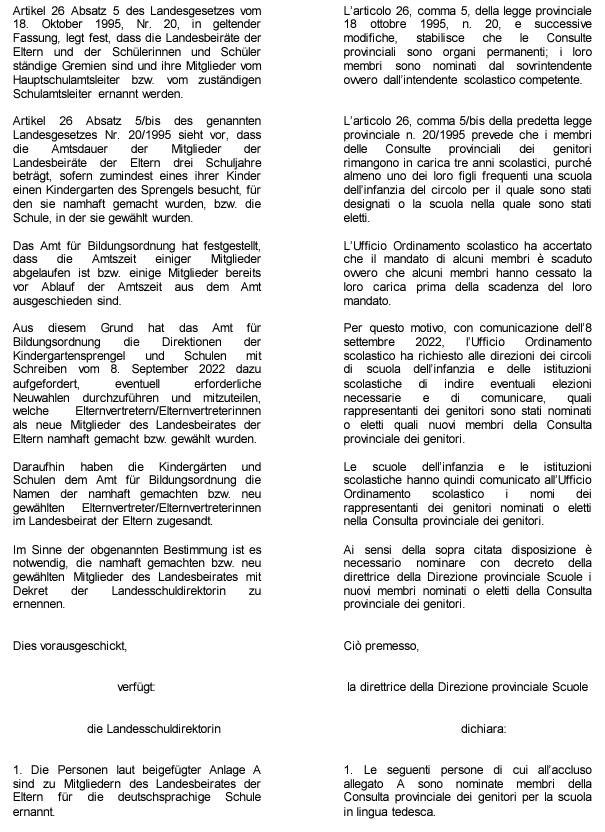 Artikel 26 Absatz 5 des Landesgesetzes vom
18. Oktober 1995, Nr. 20, in geltender
Fassung, legt fest, dass die Landesbeiräte der
Eltern und der Schülerinnen und Schüler
ständige Gremien sind und ihre Mitglieder vom
Hauptschulamtsleiter bzw. vom zuständigen
Schulamtsleiter ernannt werden.
Artikel 26 Absatz 5/bis des genannten
Landesgesetzes Nr. 20/1995 sieht vor, dass
die Amtsdauer der Mitglieder der
Landesbeiräte der Eltern drei Schuljahre
beträgt, sofern zumindest eines ihrer Kinder
einen Kindergarten des Sprengels besucht, für
den sie namhaft gemacht wurden, bzw. die
Schule, in der sie gewählt wurden.
Das Amt für Bildungsordnung hat festgestellt,
dass die Amtszeit einiger Mitglieder
abgelaufen ist bzw. einige Mitglieder bereits
vor Ablauf der Amtszeit aus dem Amt
ausgeschieden sind.
Aus diesem Grund hat das Amt für
Bildungsordnung die Direktionen der
Kindergartensprengel und Schulen mit
Schreiben vom 8. September 2022 dazu
aufgefordert, eventuell erforderliche
Neuwahlen durchzuführen und mitzuteilen,
welche Elternvertretern/Elternvertreterinnen
als neue Mitglieder des Landesbeirates der
Eltern namhaft gemacht bzw. gewählt wurden.
Daraufhin haben die Kindergärten und
Schulen dem Amt für Bildungsordnung die
Namen der namhaft gemachten bzw. neu
gewählten Elternvertreter/Elternvertreterinnen
im Landesbeirat der Eltern zugesandt.
Im Sinne der obgenannten Bestimmung ist es
notwendig, die namhaft gemachten bzw. neu
gewählten Mitglieder des Landesbeirates mit
Dekret der Landesschuldirektorin zu
ernennen.
Dies vorausgeschickt,
verfügt:
die Landesschuldirektorin
1. Die Personen laut beigefügter Anlage A
sind zu Mitgliedern des Landesbeirates der
Eltern für die deutschsprachige Schule
ernannt.
L'articolo 26, comma 5, della legge provinciale
18 ottobre 1995, n. 20, e successive
modifiche, stabilisce che le Consulte
provinciali sono organi permanenti; i loro
membri sono nominati dal sovrintendente
ovvero dall'intendente scolastico competente.
L'articolo 26, comma 5/bis della predetta legge
provinciale n. 20/1995 prevede che i membri
delle Consulte provinciali dei genitori
rimangono in carica tre anni scolastici, purché
almeno uno dei loro figli frequenti una scuola
dell'infanzia del circolo per il quale sono stati
designati o la scuola nella quale sono stati
eletti.
L'Ufficio Ordinamento scolastico ha accertato
che il mandato di alcuni membri è scaduto
ovvero che alcuni membri hanno cessato la
loro carica prima della scadenza del loro
mandato.
Per questo motivo, con comunicazione dell'8
settembre 2022, l'Ufficio Ordinamento
scolastico ha richiesto alle direzioni dei circoli
di scuola dell'infanzia e delle istituzioni
scolastiche di indire eventuali elezioni
necessarie e di comunicare, quali
rappresentanti dei genitori sono stati nominati
o eletti quali nuovi membri della Consulta
provinciale dei genitori.
Le scuole dell'infanzia e le istituzioni
scolastiche hanno quindi comunicato all'Ufficio
Ordinamento scolastico i nomi dei
rappresentanti dei genitori nominati o eletti
nella Consulta provinciale dei genitori.
Ai sensi della sopra citata disposizione è
necessario nominare con decreto della
direttrice della Direzione provinciale Scuole i
nuovi membri nominati o eletti della Consulta
provinciale dei genitori.
Ciò premesso,
la direttrice della Direzione provinciale Scuole
dichiara:
1. Le seguenti persone di cui all'accluso
allegato A sono nominate membri della
Consulta provinciale dei genitori per la scuola
in lingua tedesca.